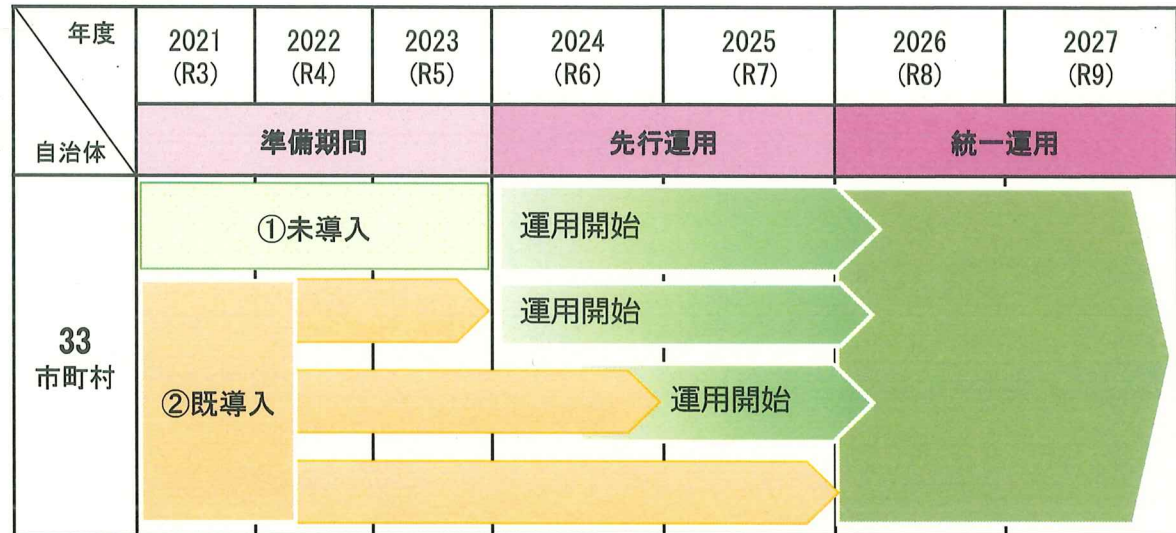 年度
自治体
2021
(R3)
2022
(R4)
2023
(R5)
2024
(R6)
2025
(R7)
2026
(R8)
2027
(R9)
準備期間
先行運用
統一運用
33
市町村
①未導入
運用開始
運用開始
②既導入
運用開始